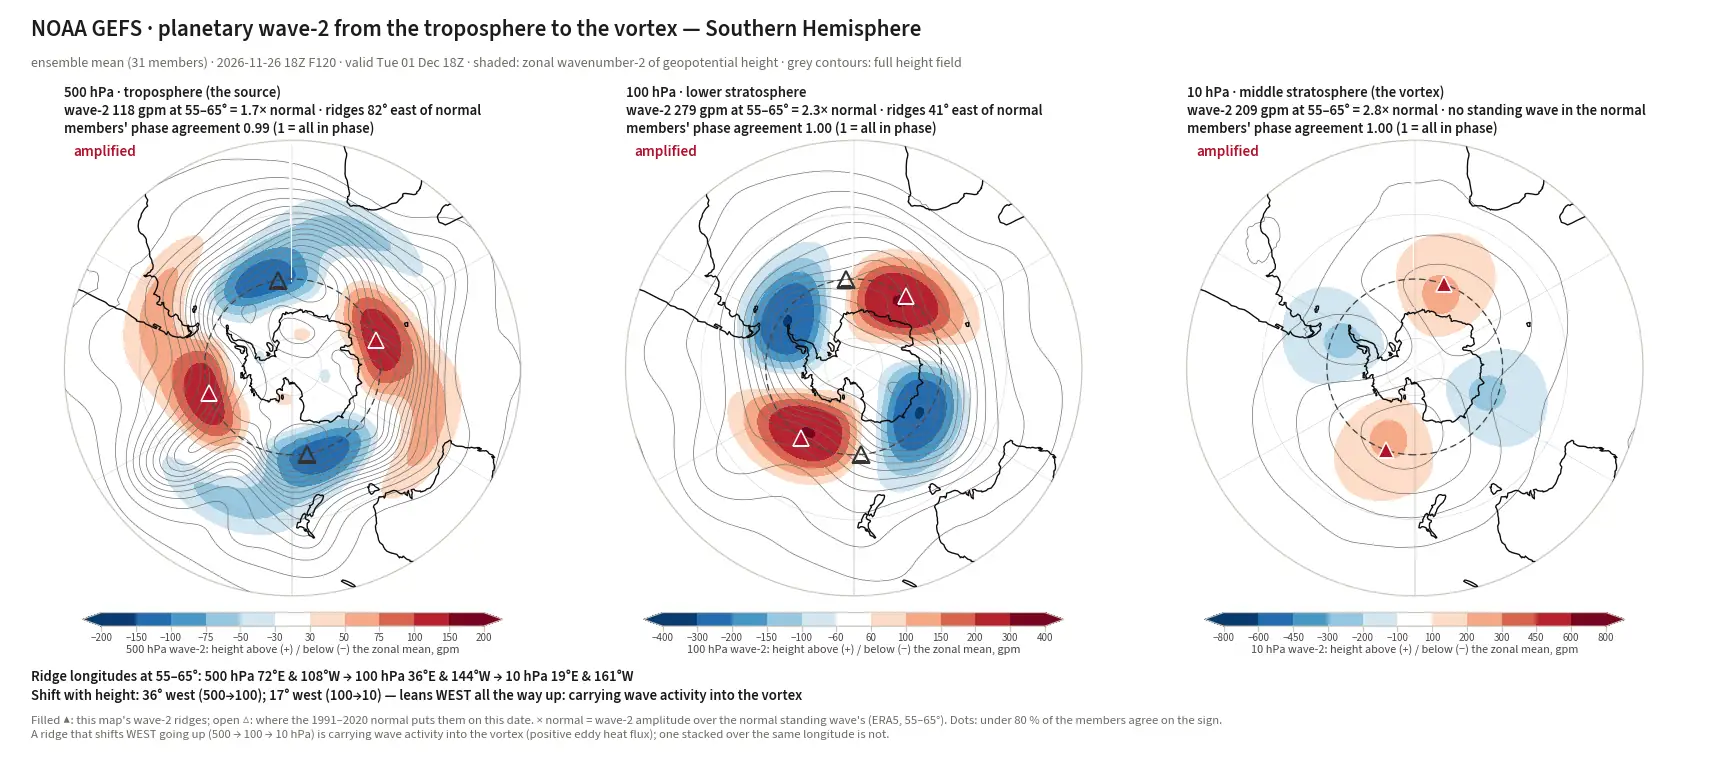 NOAA GEFS · planetary wave-2 from the troposphere to the vortex — Southern Hemisphere
ensemble mean (31 members) · 2026-11-26 18Z F120 · valid Tue 01 Dec 18Z · shaded: zonal wavenumber-2 of geopotential height · grey contours: full height field
500 hPa · troposphere (the source)
wave-2 118 gpm at 55–65° = 1.7× normal · ridges 82° east of normal
members' phase agreement 0.99 (1 = all in phase)
amplified
100 hPa · lower stratosphere
wave-2 279 gpm at 55–65° = 2.3× normal · ridges 41° east of normal
members' phase agreement 1.00 (1 = all in phase)
amplified
10 hPa · middle stratosphere (the vortex)
wave-2 209 gpm at 55–65° = 2.8× normal · no standing wave in the normal
members' phase agreement 1.00 (1 = all in phase)
amplified
−200 −150 −100 −75 −50 −30 30 50 75 100 150 200
500 hPa wave-2: height above (+) / below (−) the zonal mean, gpm
−400 −300 −200 −150 −100 −60 60 100 150 200 300 400
100 hPa wave-2: height above (+) / below (−) the zonal mean, gpm
−800 −600 −450 −300 −200 −100 100 200 300 450 600 800
10 hPa wave-2: height above (+) / below (−) the zonal mean, gpm
Ridge longitudes at 55–65°: 500 hPa 72°E & 108°W → 100 hPa 36°E & 144°W → 10 hPa 19°E & 161°W
Shift with height: 36° west (500→100); 17° west (100→10) — leans WEST all the way up: carrying wave activity into the vortex
Filled ▲: this map's wave-2 ridges; open △: where the 1991–2020 normal puts them on this date. × normal = wave-2 amplitude over the normal standing wave's (ERA5, 55–65°). Dots: under 80 % of the members agree on the sign.
A ridge that shifts WEST going up (500 → 100 → 10 hPa) is carrying wave activity into the vortex (positive eddy heat flux); one stacked over the same longitude is not.